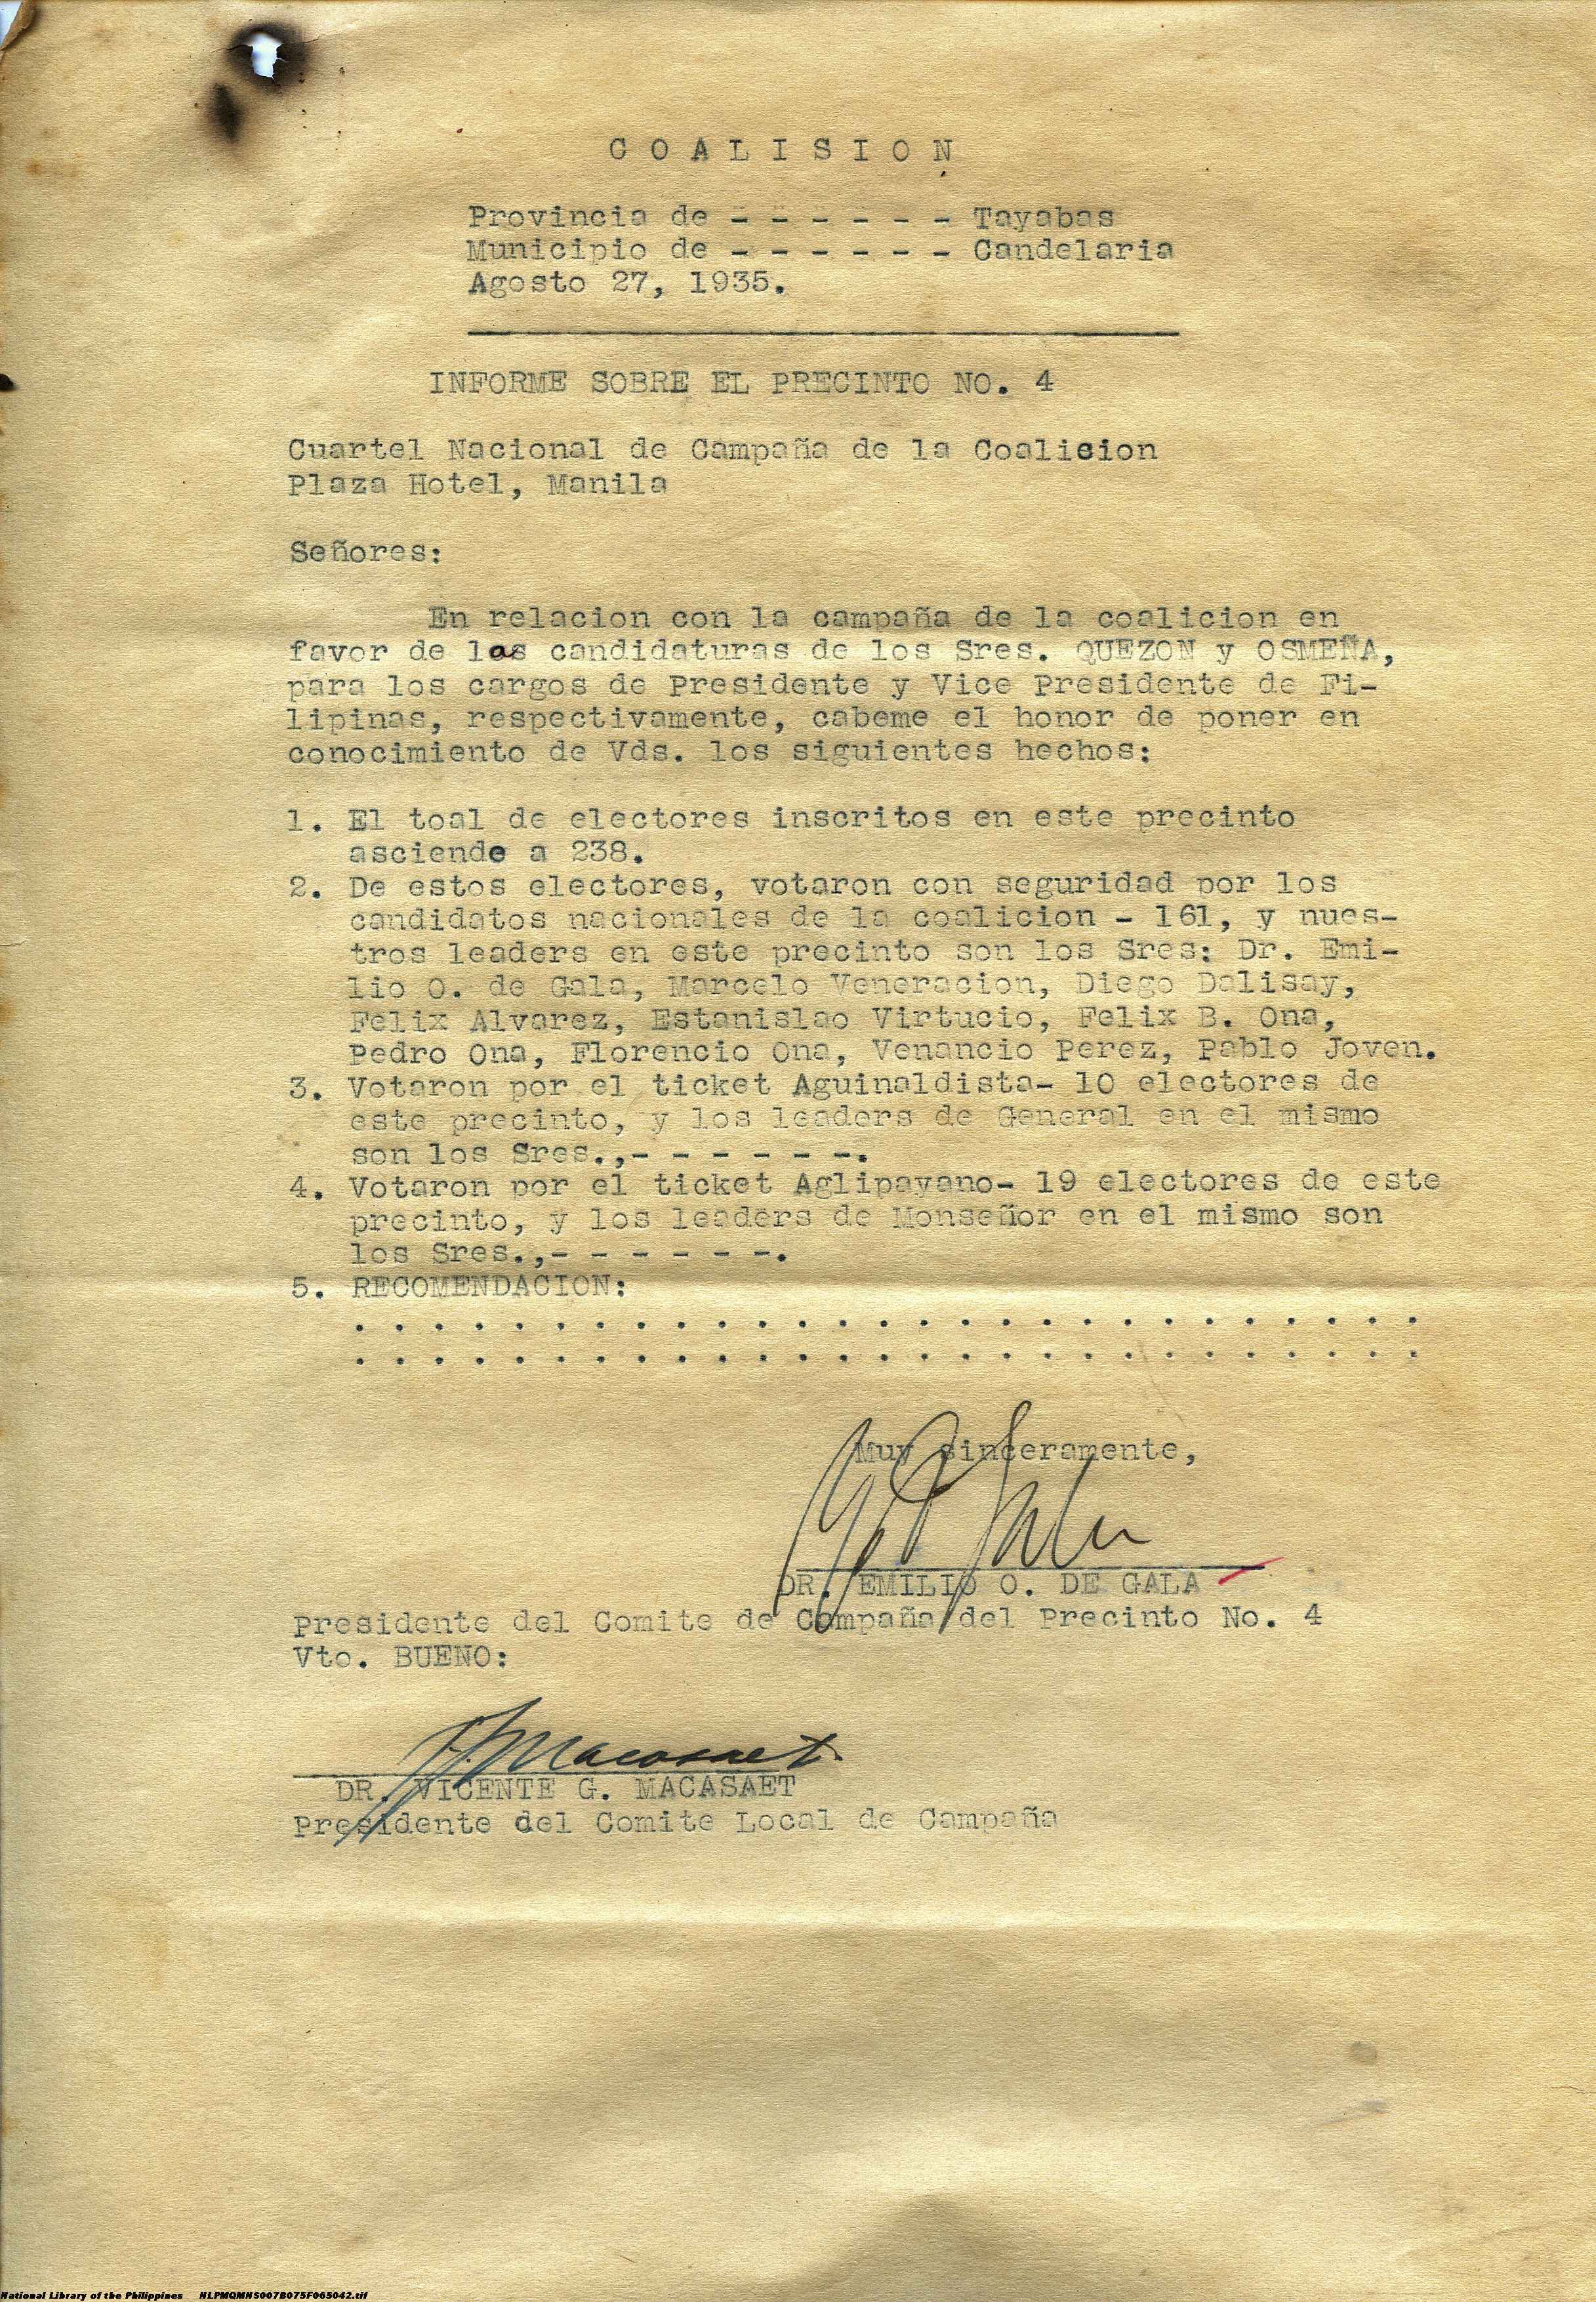 C O A L I S I O N
Provincia de - - - - - - Tayabas
Municipio de - - - - - - Candelaria
Agosto 27, 1935.
INFORME SOBRE EL PRECINTO NO. 4
Cuartel Nacional de Campaña de la Coalicion
Plaza Hotel, Manila
Señores:
En relacion con la campaña de la coalicion en
favor de las candidaturas de los Sres. QUEZON y OSMEÑA,
para los cargos de Presidente y Vice Presidente de Fi-
lipinas, respectivamente, cabeme el honor de poner en
conocimiento de Vds. los siguientes hechos:
1. El toal de electores inscritos en este precinto
asciende a 238.
2. De estos electores, votaron con seguridad por los
candidatos nacionales de la coalicion - 161, y nues-
tros leaders en este precinto son los Sres: Dr. Emi-
lio O. de Gala, Marcelo Veneracion, Diego Dalisay,
Felix Alvarez, Estanislao Virtucio, Felix B. Ona,
Pedro Ona, Florencio Ona, Venancio Perez, Pablo Joven.
3. Votaron por el ticket Aguinaldista- 10 electores de
este precinto, y los leaders de General en el mismo
son los Sres.,- - - - - - -.
4. Votaron por el ticket Aglipayano- 19 electores de este
precinto, y los leaders de Monseñor en el mismo son
los Sres.,- - - - - - -.
5. RECOMENDACION:
. . . . . . . . . . . . . . . . . . . . . . . . . . .
. . . . . . . . . . . . . . . . . . . . . . . . . . .
Muy sinceramente,
DR. EMILIO O. DE GALA
Presidente del Comite de Campaña del Precinto No. 4
Vto. BUENO:
Macasaet
DR. VICENTE G. MACASAET
Presidente del Comite Local de Campaña
National Library of the Philippines NLPMQMNS007B075F065042.tif